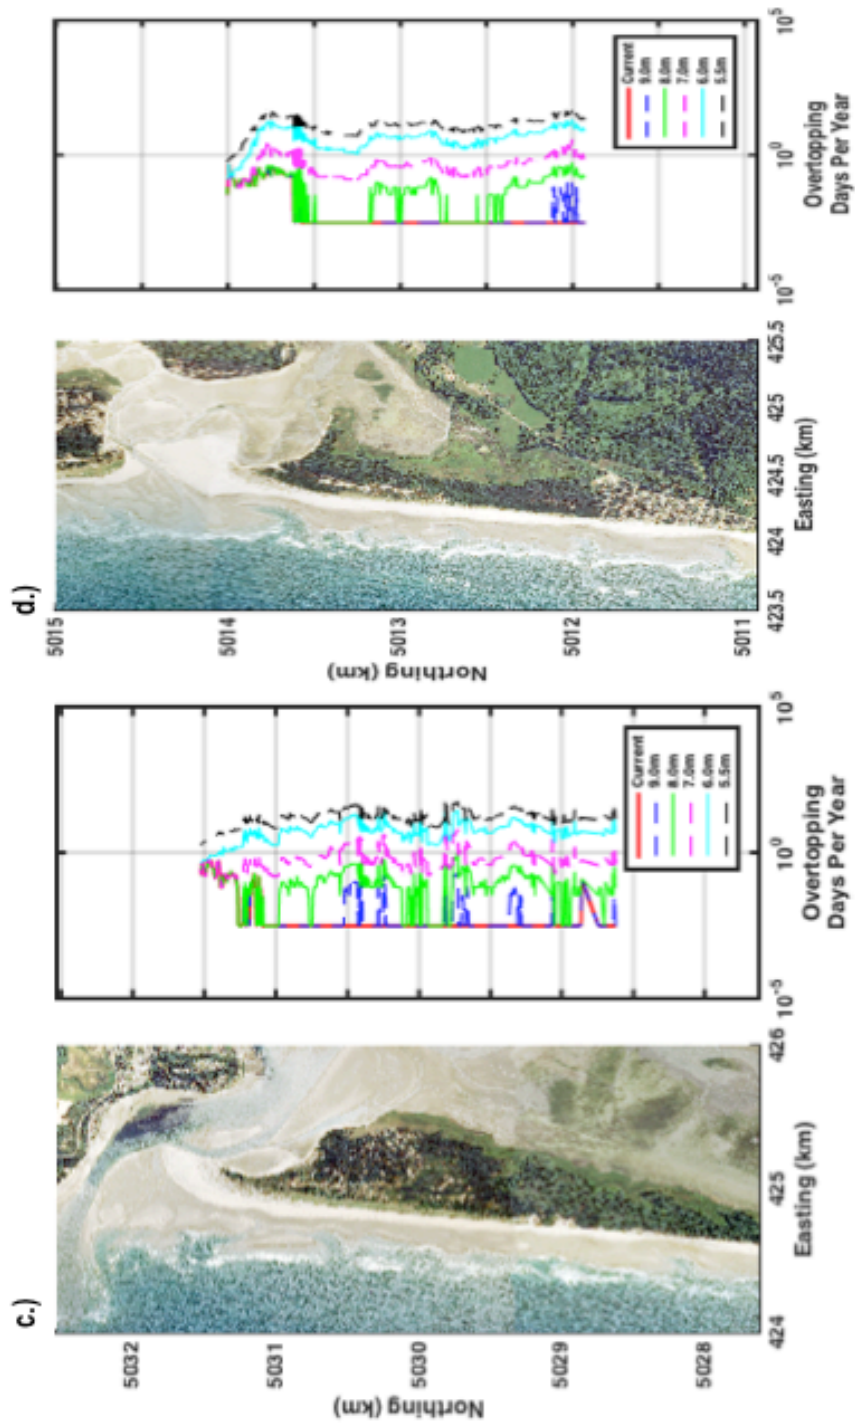 c.)
Northing (km)
5032
5031
5030
5029
5028
424
425
426
Easting (km)
10^-5
10^0
10^5
Overtopping
Days Per Year
Current
9.0m
8.0m
7.0m
6.0m
5.5m
d.)
Northing (km)
5015
5014
5013
5012
5011
423.5
424
424.5
425
425.5
Easting (km)
10^-5
10^0
10^5
Overtopping
Days Per Year
Current
9.0m
8.0m
7.0m
6.0m
5.5m